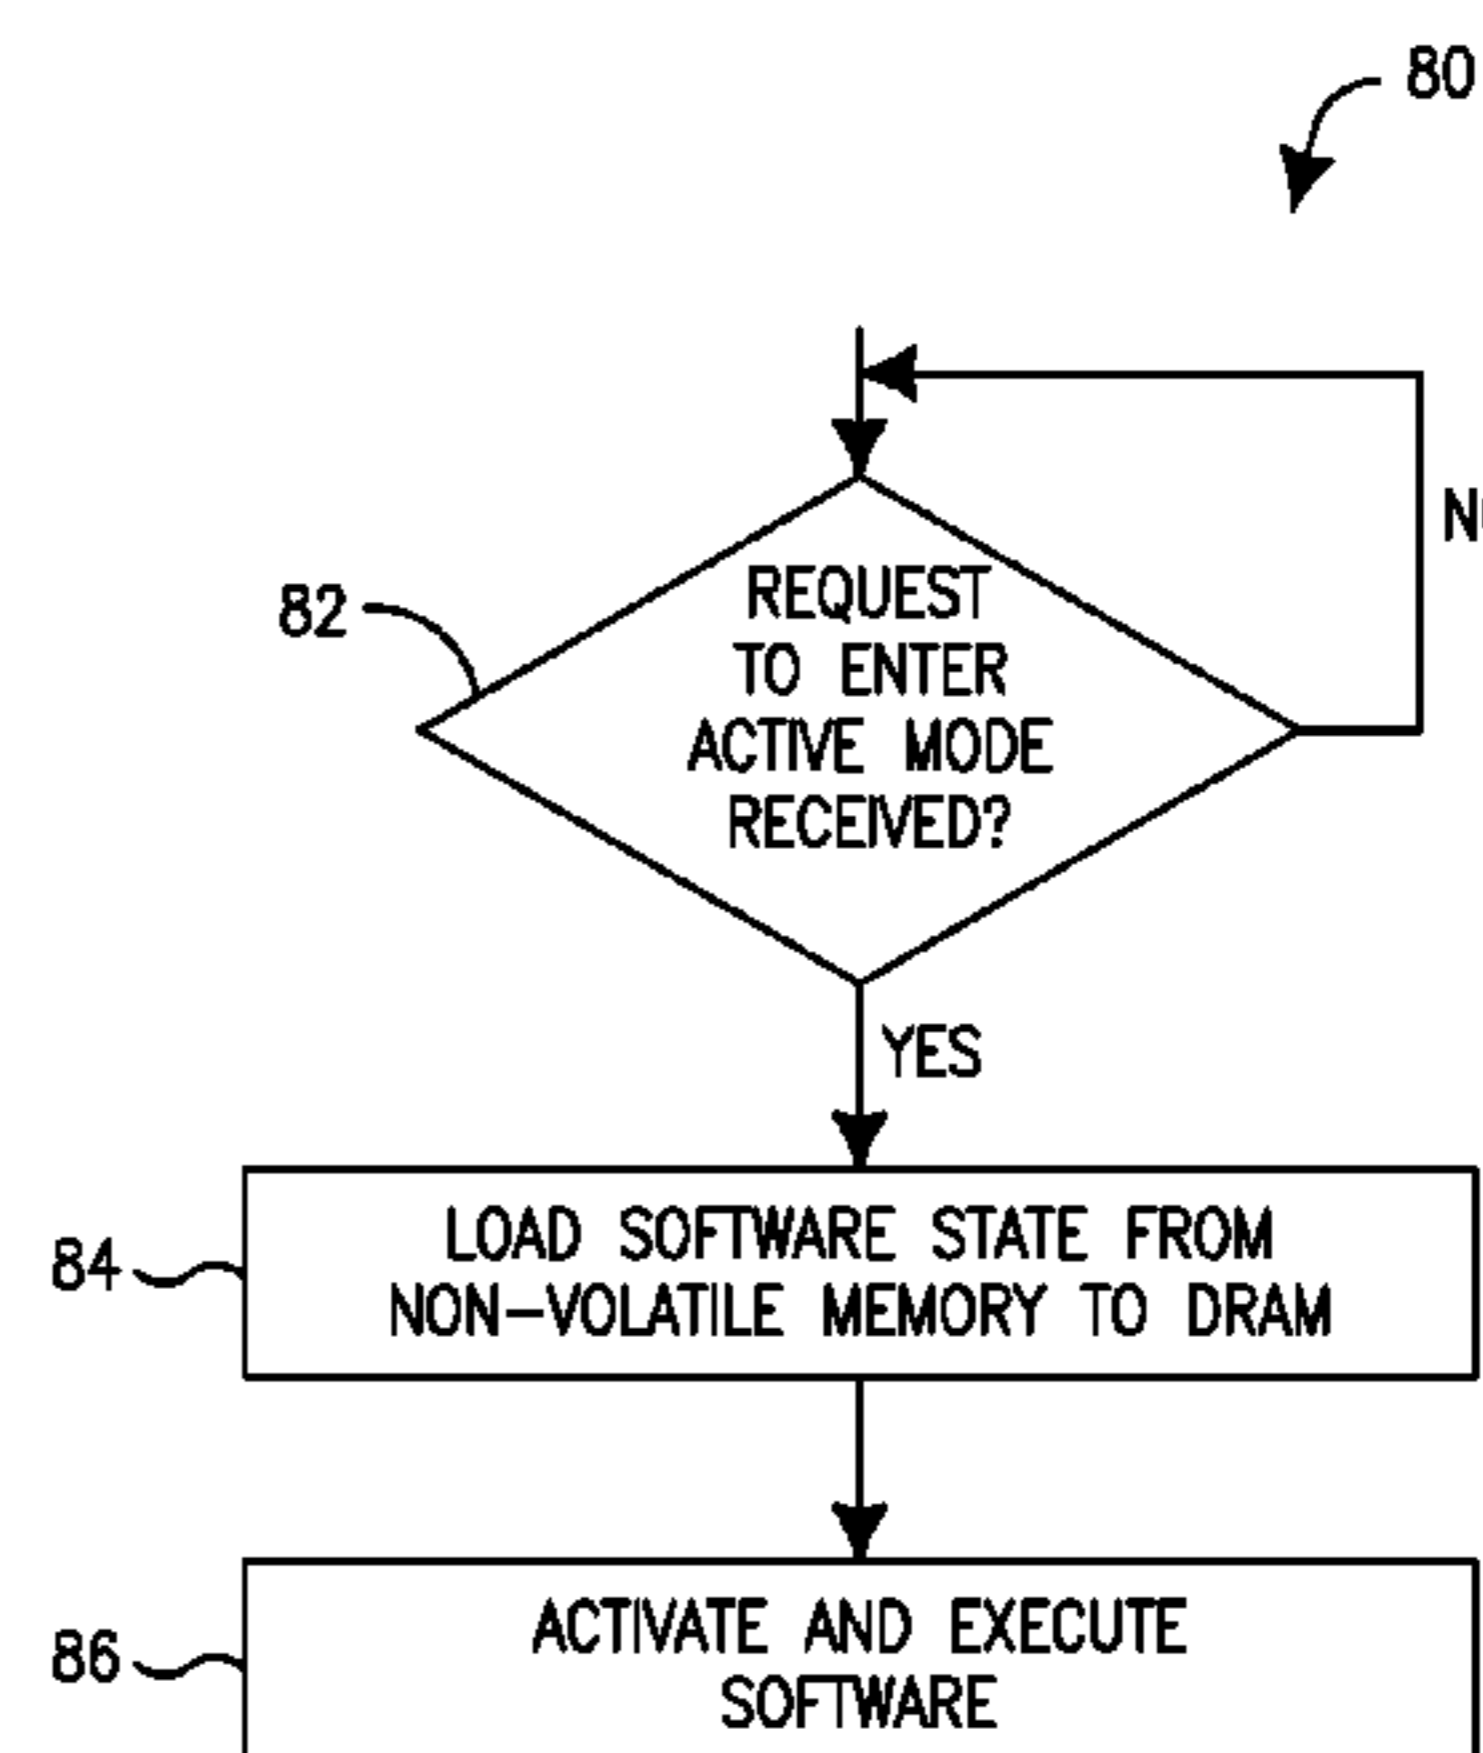 80
82
REQUEST
TO ENTER
ACTIVE MODE
RECEIVED?
YES
84
LOAD SOFTWARE STATE FROM
NON-VOLATILE MEMORY TO DRAM
86
ACTIVATE AND EXECUTE
SOFTWARE